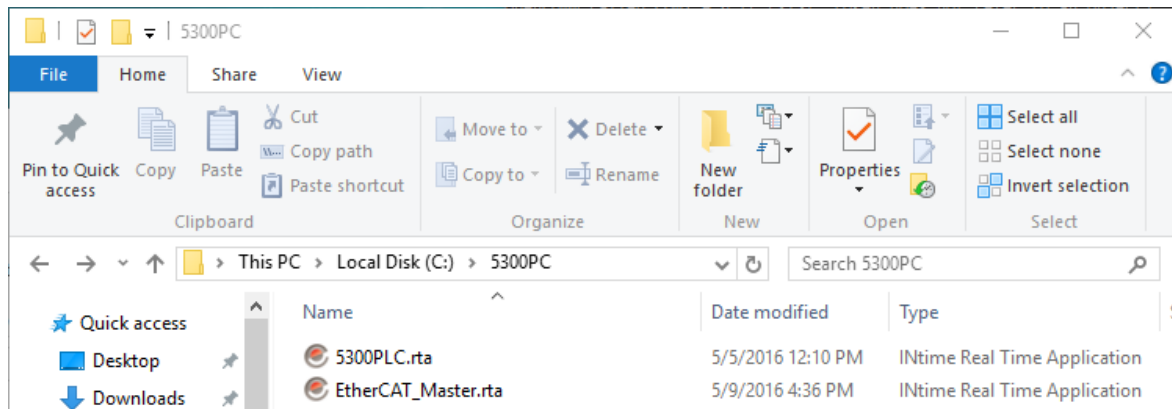 5300PC
File Home Share View
Pin to Quick access
Copy
Paste
Cut
Copy path
Paste shortcut
Clipboard
Move to
Copy to
Delete
Rename
Organize
New folder
New
Properties
Open
Select all
Select none
Invert selection
Select
This PC > Local Disk (C:) > 5300PC
Search 5300PC
Quick access
Desktop
Downloads
Name Date modified Type
5300PLC.rta 5/5/2016 12:10 PM INtime Real Time Application
EtherCAT_Master.rta 5/9/2016 4:36 PM INtime Real Time Application